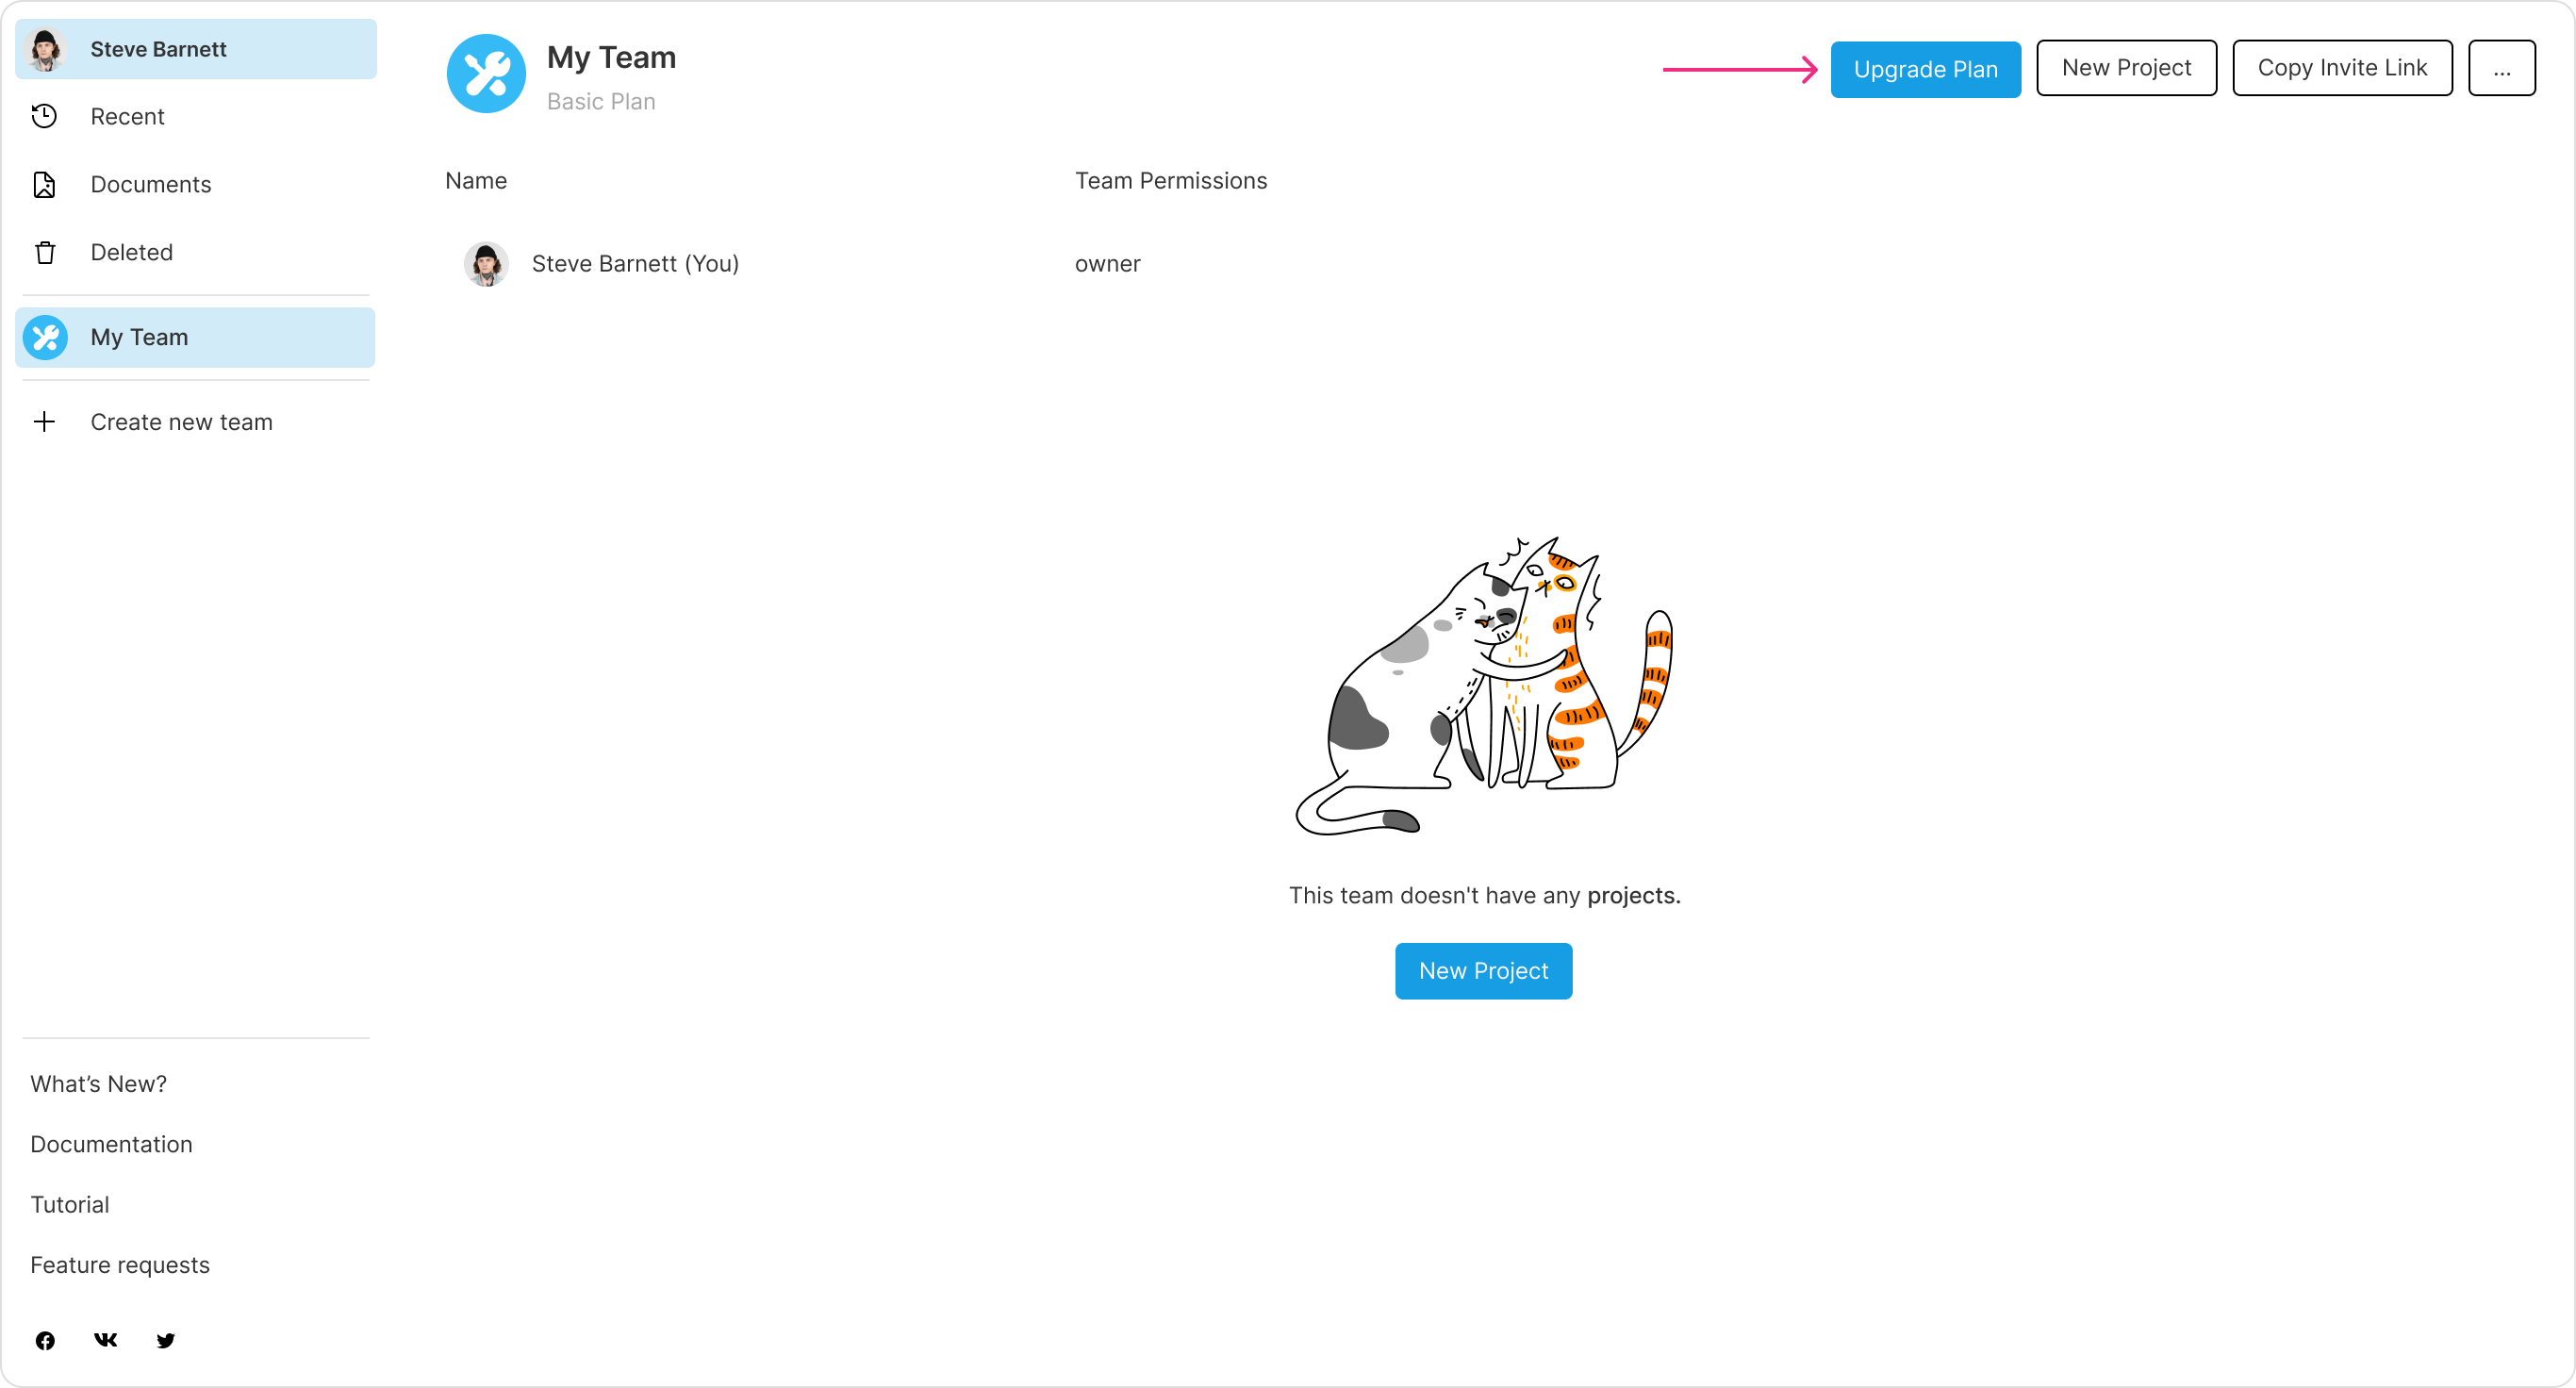 Steve Barnett
Recent
Documents
Deleted
My Team
Create new team
What’s New?
Documentation
Tutorial
Feature requests
My Team
Basic Plan
Upgrade Plan
New Project
Copy Invite Link
...
Name Team Permissions
Steve Barnett (You) owner
This team doesn't have any projects.
New Project